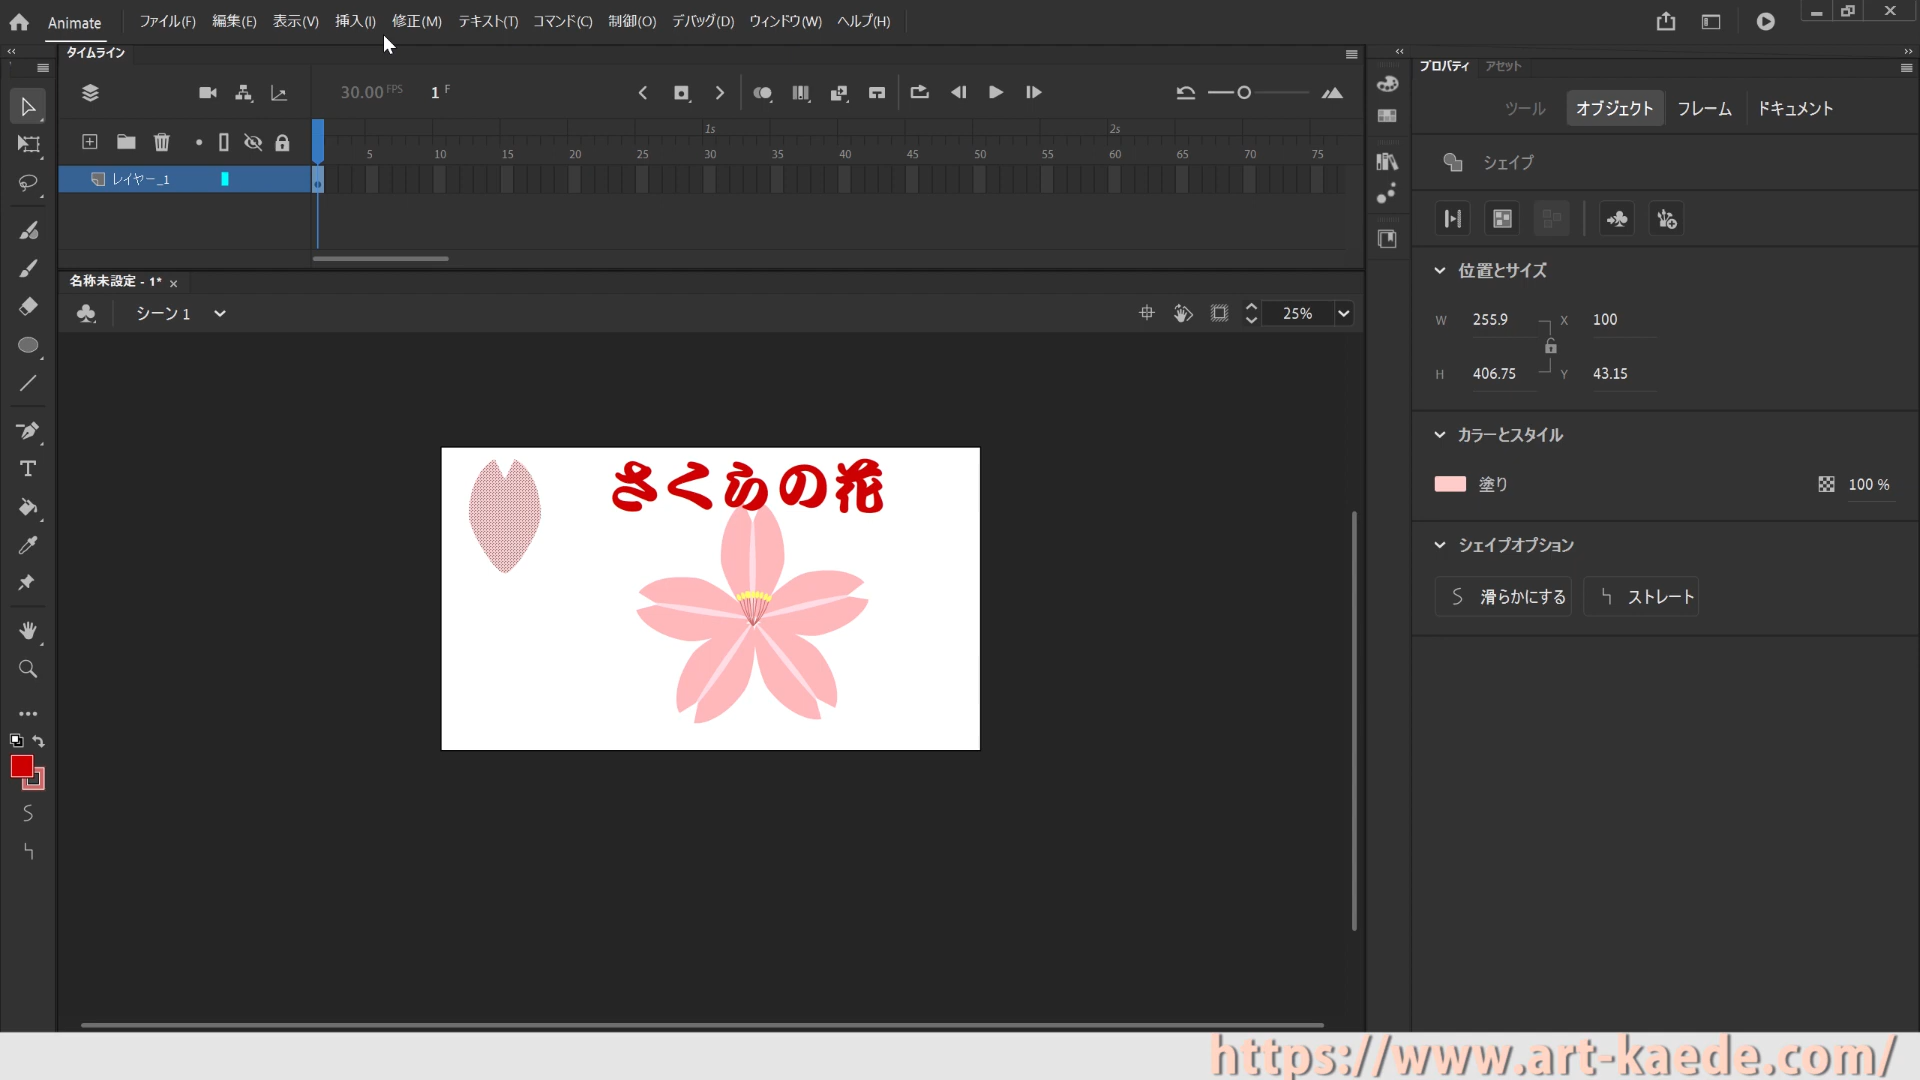 Animate ファイル(F) 編集(E) 表示(V) 挿入(I) 修正(M) テキスト(T) コマンド(C) 制御(O) デバッグ(D) ウィンドウ(W) ヘルプ(H)
タイムライン
30.00 FPS 1 F
1s 2s
5 10 15 20 25 30 35 40 45 50 55 60 65 70 75
レイヤー_1
名称未設定 - 1*
シーン 1
25%
さくらの花
プロパティ アセット
ツール オブジェクト フレーム ドキュメント
シェイプ
位置とサイズ
W 255.9 X 100
H 406.75 Y 43.15
カラーとスタイル
塗り 100 %
シェイプオプション
滑らかにする ストレート
https://www.art-kaede.com/